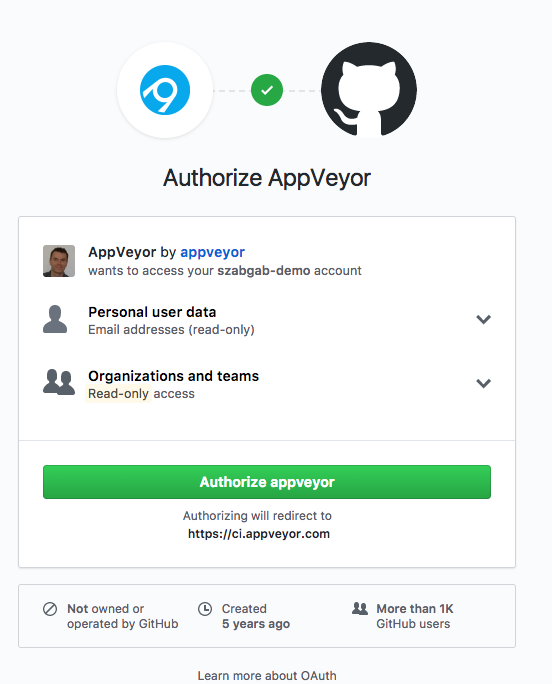 Authorize AppVeyor
AppVeyor by appveyor
wants to access your szabgab-demo account
Personal user data
Email addresses (read-only)
Organizations and teams
Read-only access
Authorize appveyor
Authorizing will redirect to
https://ci.appveyor.com
Not owned or
operated by GitHub
Created
5 years ago
More than 1K
GitHub users
Learn more about OAuth